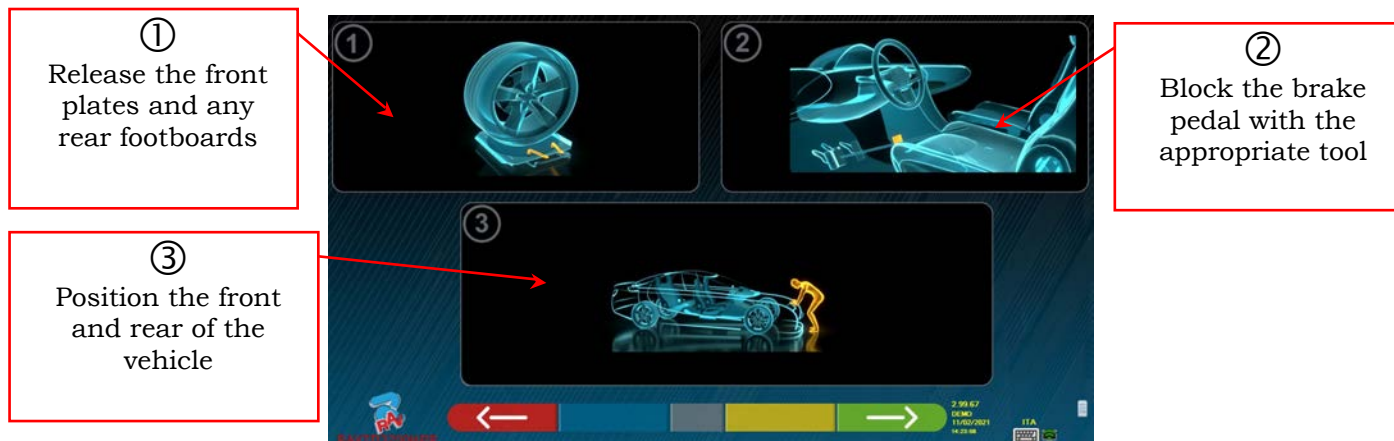 ①
Release the front
plates and any
rear footboards
②
Block the brake
pedal with the
appropriate tool
③
Position the front
and rear of the
vehicle
1
2
3
2.99.67
DEMO
11/02/2021
ITA